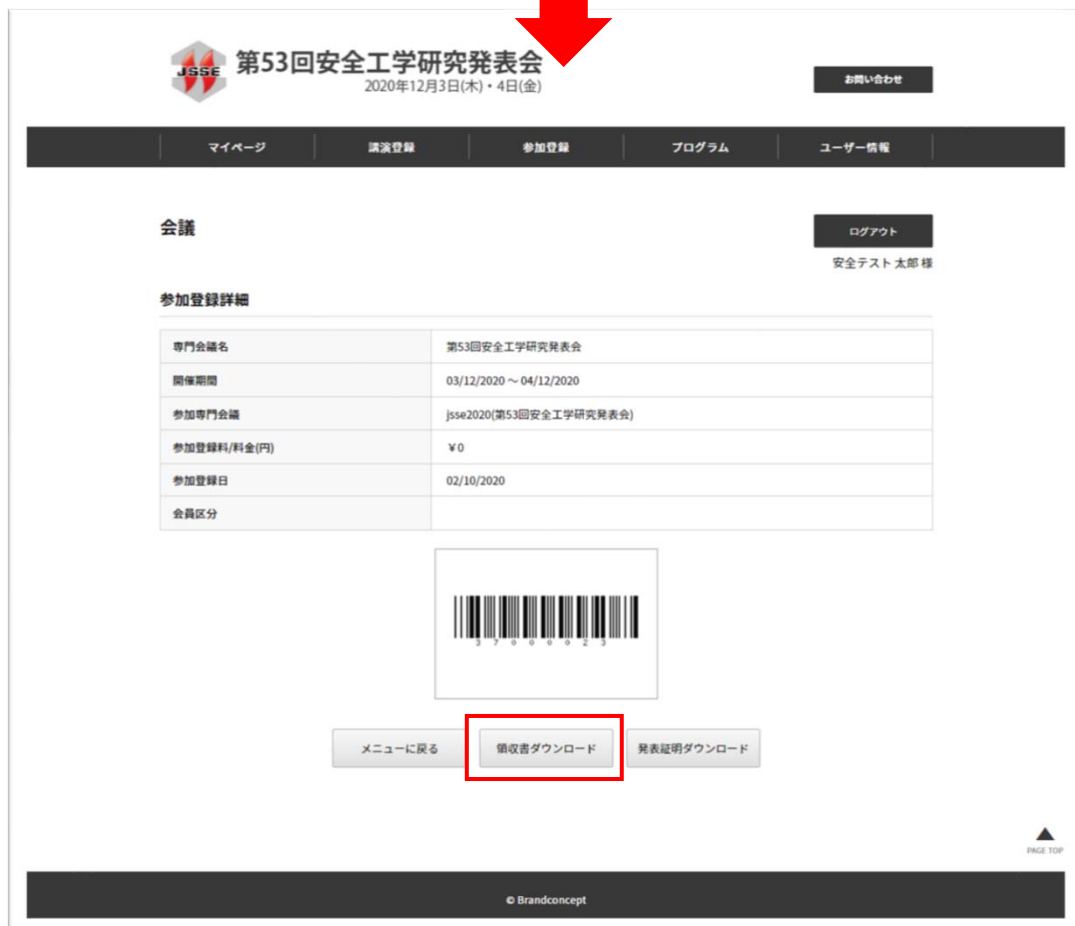 JSSE 第53回安全工学研究発表会
2020年12月3日(木)・4日(金)
お問い合わせ
マイページ 講演登録 参加登録 プログラム ユーザー情報
会議
ログアウト
安全テスト 太郎 様
参加登録詳細
専門会議名 第53回安全工学研究発表会
開催期間 03/12/2020 ～ 04/12/2020
参加専門会議 jsse2020(第53回安全工学研究発表会)
参加登録料/料金(円) ￥0
参加登録日 02/10/2020
会員区分
3 7 0 0 0 0 2 3
メニューに戻る 領収書ダウンロード 発表証明ダウンロード
PAGE TOP
© Brandconcept